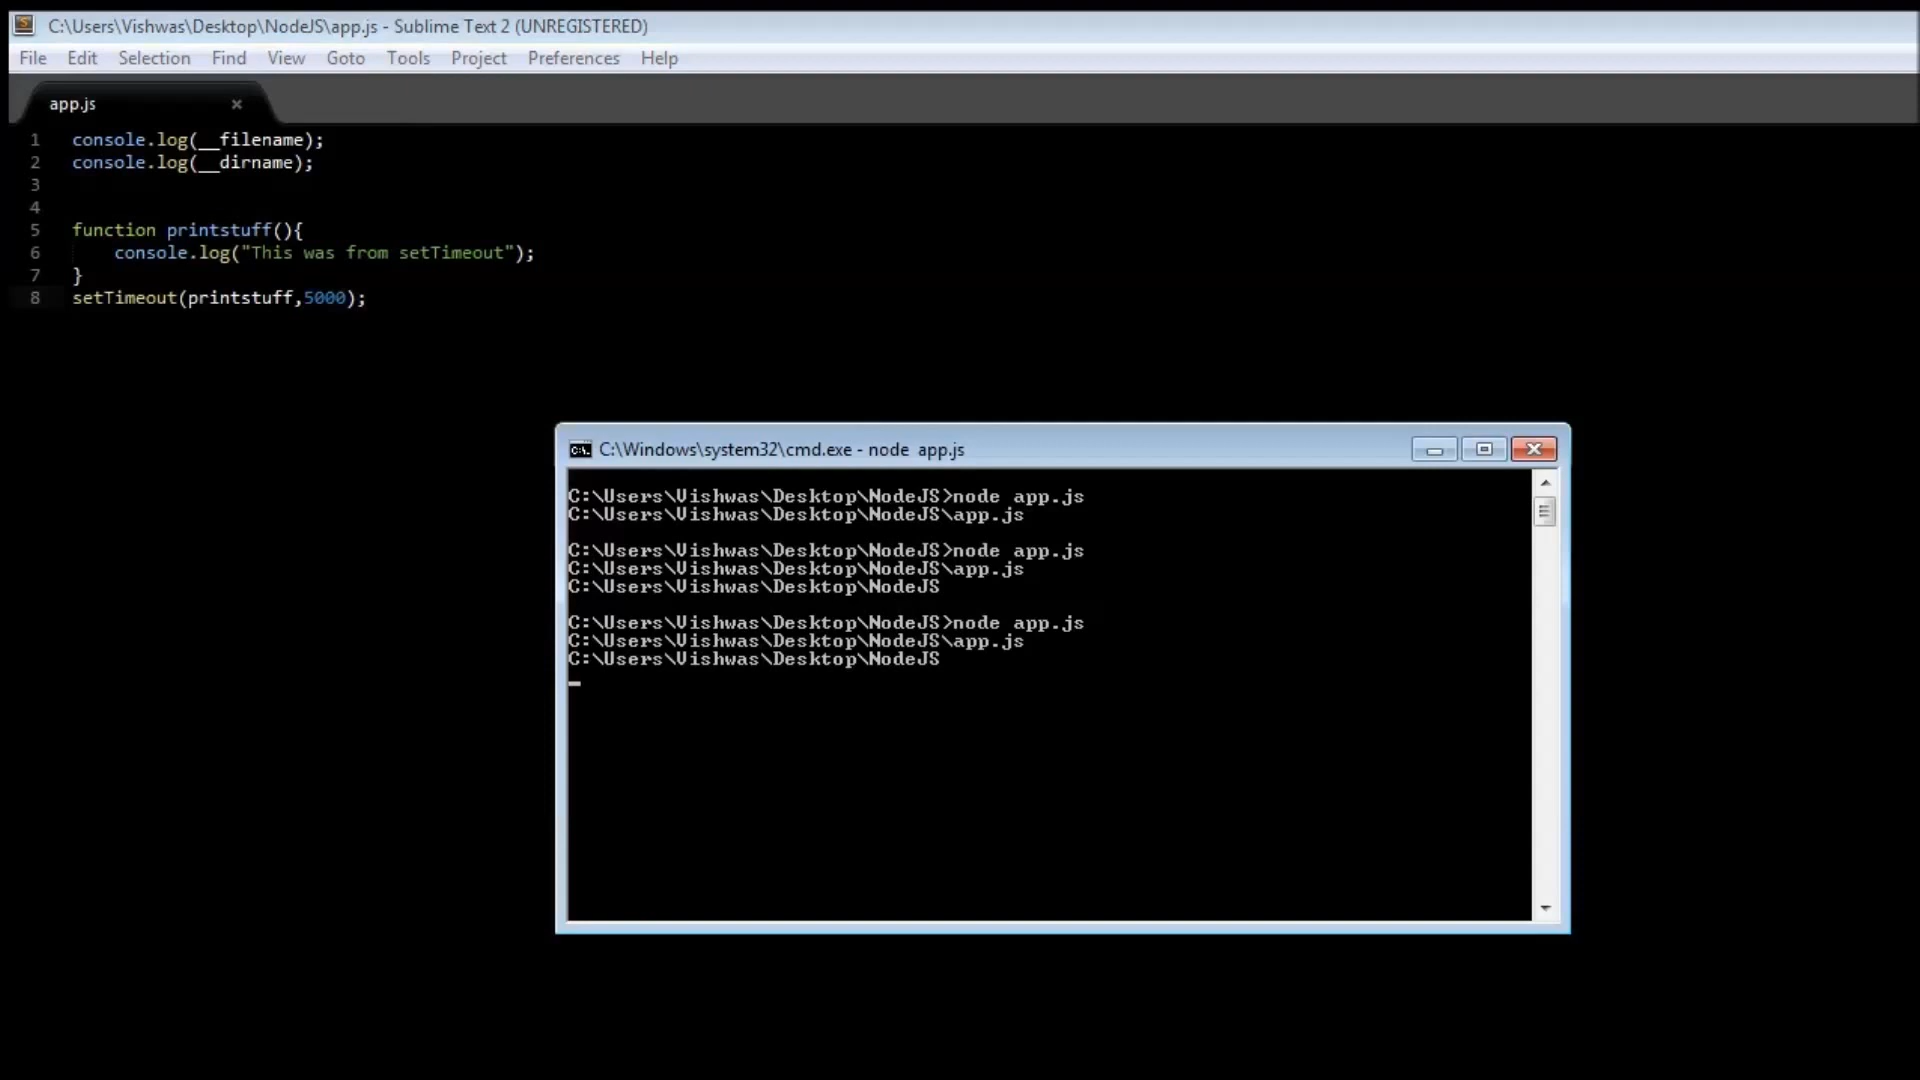 C:\Users\Vishwas\Desktop\NodeJS\app.js - Sublime Text 2 (UNREGISTERED)
File Edit Selection Find View Goto Tools Project Preferences Help
app.js ×
1 console.log(__filename);
2 console.log(__dirname);
3
4
5 function printstuff(){
6 console.log("This was from setTimeout");
7 }
8 setTimeout(printstuff,5000);
C:\Windows\system32\cmd.exe - node  app.js
C:\Users\Vishwas\Desktop\NodeJS>node app.js
C:\Users\Vishwas\Desktop\NodeJS\app.js
C:\Users\Vishwas\Desktop\NodeJS>node app.js
C:\Users\Vishwas\Desktop\NodeJS\app.js
C:\Users\Vishwas\Desktop\NodeJS
C:\Users\Vishwas\Desktop\NodeJS>node app.js
C:\Users\Vishwas\Desktop\NodeJS\app.js
C:\Users\Vishwas\Desktop\NodeJS